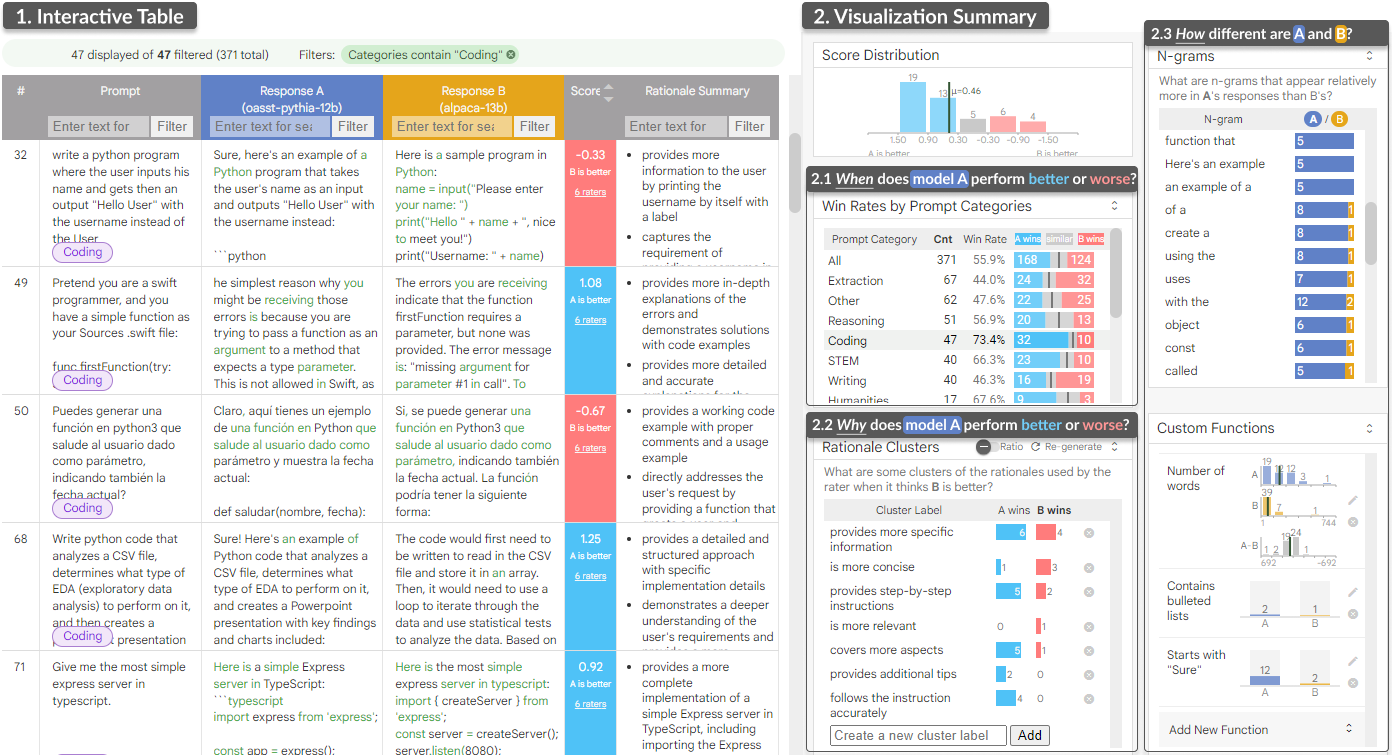 1. Interactive Table
47 displayed of 47 filtered (371 total)
Filters:
Categories contain "Coding"
#
Prompt
Response A
(oasst-pythia-12b)
Response B
(alpaca-13b)
Score
Rationale Summary
Enter text for
Filter
Enter text for sea
Filter
Enter text for sea
Filter
Enter text for
Filter
32
write a python program
where the user inputs his
name and gets then an
output "Hello User" with
the username instead of
the User
Coding
Sure, here's an example of a
Python program that takes
the user's name as an input
and outputs "Hello User" with
the username instead:
```python
Here is a sample program in
Python:
name = input("Please enter
your name: ")
print("Hello " + name + ", nice
to meet you!")
print("Username: " + name)
-0.33
B is better
6 raters
provides more
information to the user
by printing the
username by itself with
a label
captures the
requirement of
49
Pretend you are a swift
programmer, and you
have a simple function as
your Sources .swift file:
func firstFunction(try:
Coding
he simplest reason why you
might be receiving those
errors is because you are
trying to pass a function as an
argument to a method that
expects a type parameter.
This is not allowed in Swift, as
The errors you are receiving
indicate that the function
firstFunction requires a
parameter, but none was
provided. The error message
is: "missing argument for
parameter #1 in call". To
1.08
A is better
6 raters
provides more in-depth
explanations of the
errors and
demonstrates solutions
with code examples
provides more detailed
and accurate
50
Puedes generar una
función en python3 que
salude al usuario dado
como parámetro,
indicando también la
fecha actual?
Coding
Claro, aquí tienes un ejemplo
de una función en Python que
salude al usuario dado como
parámetro y muestra la fecha
actual:
def saludar(nombre, fecha):
Si, se puede generar una
función en Python3 que
salude al usuario dado como
parámetro, indicando también
la fecha actual. La función
podría tener la siguiente
forma:
-0.67
B is better
6 raters
provides a working code
example with proper
comments and a usage
example
directly addresses the
user's request by
providing a function that
68
Write python code that
analyzes a CSV file,
determines what type of
EDA (exploratory data
analysis) to perform on it,
and then creates a
presentation
Coding
Sure! Here's an example of
Python code that analyzes a
CSV file, determines what
type of EDA to perform on it,
and creates a Powerpoint
presentation with key findings
and charts included:
The code would first need to
be written to read in the CSV
file and store it in an array.
Then, it would need to use a
loop to iterate through the
data and use statistical tests
to analyze the data. Based on
1.25
A is better
6 raters
provides a detailed and
structured approach
with specific
implementation details
demonstrates a deeper
understanding of the
user's requirements and
71
Give me the most simple
express server in
typescript.
Here is a simple Express
server in TypeScript:
```typescript
import express from 'express';
const app = express();
Here is the most simple
express server in typescript:
import { createServer } from
'express';
const server = createServer();
server.listen(8080);
0.92
A is better
6 raters
provides a more
complete
implementation of a
simple Express server
in TypeScript, including
importing the Express
2. Visualization Summary
Score Distribution
19
13
μ=0.46
5
6
4
1.50 0.90 0.30 -0.30 -0.90 -1.50
A is better
B is better
2.1 When does model A perform better or worse?
Win Rates by Prompt Categories
Prompt Category Cnt Win Rate A wins similar B wins
All 371 55.9% 168 124
Extraction 67 44.0% 24 32
Other 62 47.6% 22 25
Reasoning 51 56.9% 20 13
Coding 47 73.4% 32 10
STEM 40 66.3% 23 10
Writing 40 46.3% 16 19
Humanities 17 67.6% 9 3
2.2 Why does model A perform better or worse?
Rationale Clusters
Ratio
Re-generate
What are some clusters of the rationales used by the
rater when it thinks B is better?
Cluster Label A wins B wins
provides more specific
information
6 4
is more concise 1 3
provides step-by-step
instructions
5 2
is more relevant 0 1
covers more aspects 5 1
provides additional tips 2 0
follows the instruction
accurately
4 0
Create a new cluster label
Add
2.3 How different are A and B?
N-grams
What are n-grams that appear relatively
more in A's responses than B's?
N-gram A / B
function that 5
Here's an example 5
an example of a 5
of a 8 1
create a 8 1
using the 8 1
uses 7 1
with the 12 2
object 6 1
const 6 1
called 5 1
Custom Functions
Number of
words
A
19 12 12 3 1
B
39 7
1 744
A-B
1 2 19 24 1 1
692 -692
Contains
bulleted
lists
2 1
A B
Starts with
"Sure"
12 2
A B
Add New Function